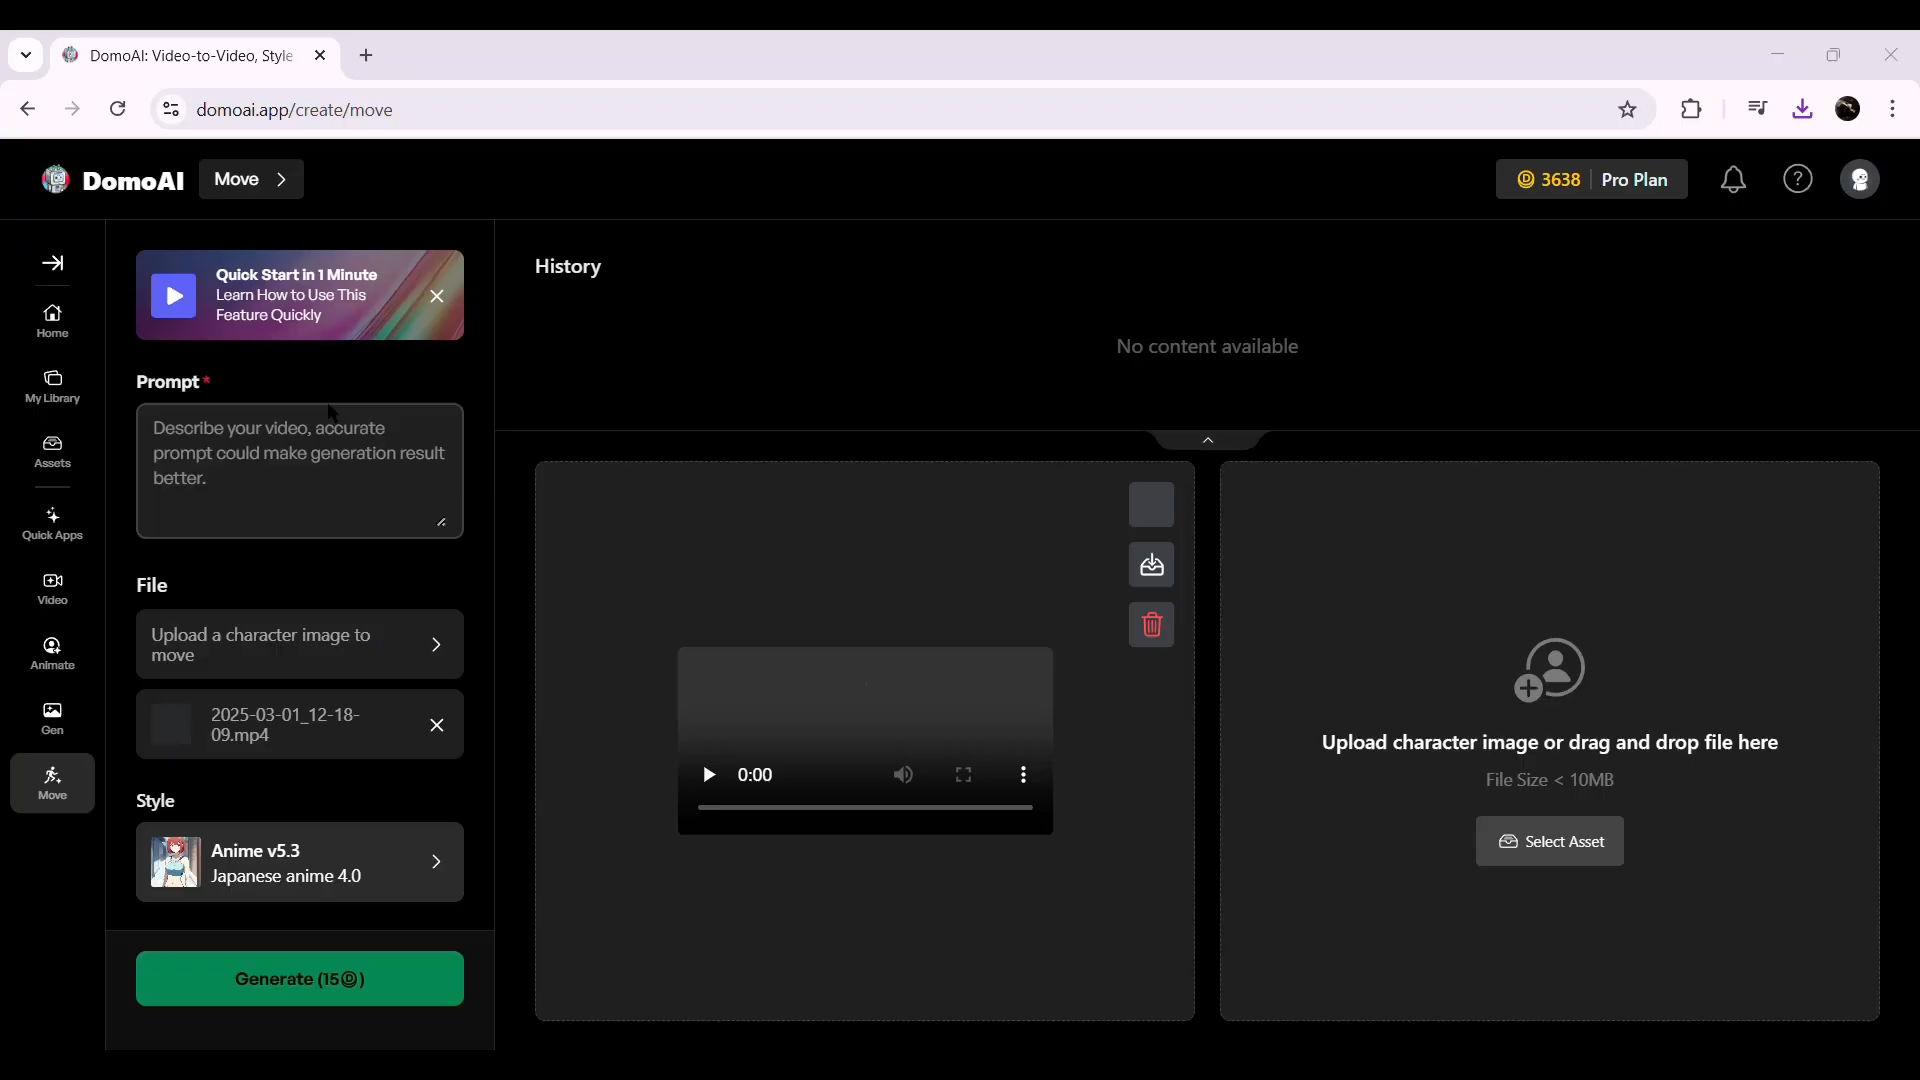 DomoAI: Video-to-Video, Style
domoai.app/create/move
DomoAI
Move
3638
Pro Plan
Home
My Library
Assets
Quick Apps
Video
Animate
Gen
Move
Quick Start in 1 Minute
Learn How to Use This
Feature Quickly
Prompt *
Describe your video, accurate
prompt could make generation result
better.
File
Upload a character image to
move
2025-03-01_12-18-
09.mp4
Style
Anime v5.3
Japanese anime 4.0
Generate (15)
History
No content available
0:00
Upload character image or drag and drop file here
File Size < 10MB
Select Asset